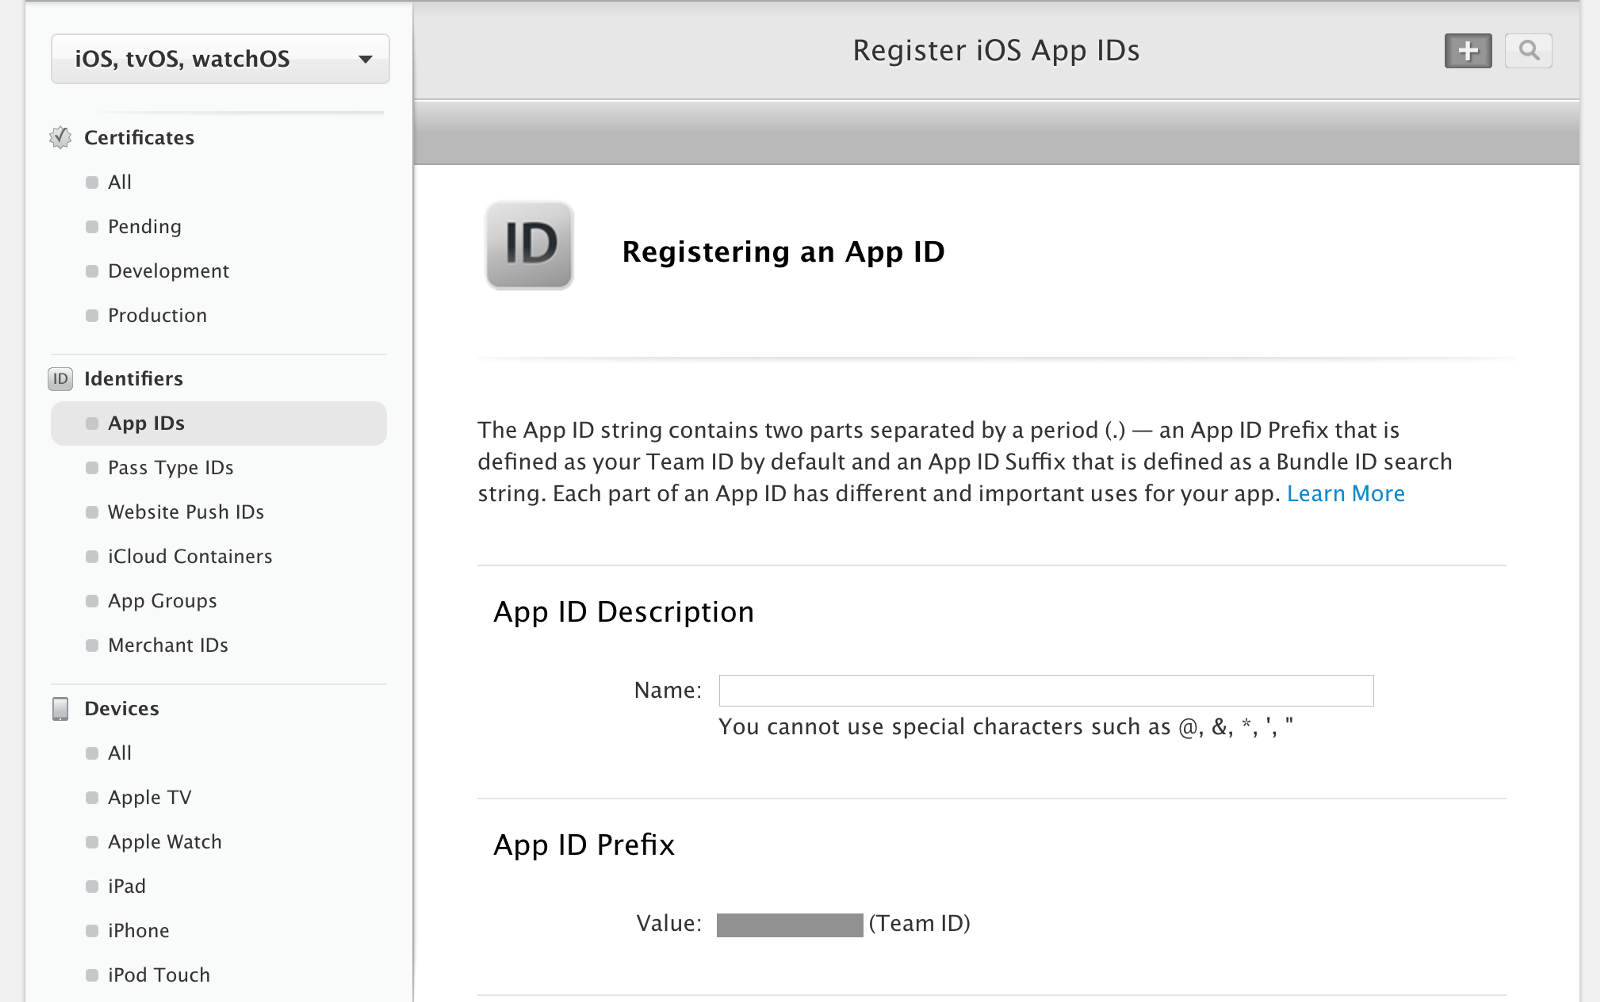 iOS, tvOS, watchOS
Certificates
All
Pending
Development
Production
ID Identifiers
App IDs
Pass Type IDs
Website Push IDs
iCloud Containers
App Groups
Merchant IDs
Devices
All
Apple TV
Apple Watch
iPad
iPhone
iPod Touch
Register iOS App IDs
ID Registering an App ID
The App ID string contains two parts separated by a period (.) — an App ID Prefix that is
defined as your Team ID by default and an App ID Suffix that is defined as a Bundle ID search
string. Each part of an App ID has different and important uses for your app. Learn More
App ID Description
Name:
You cannot use special characters such as @, &, *, ', "
App ID Prefix
Value: (Team ID)